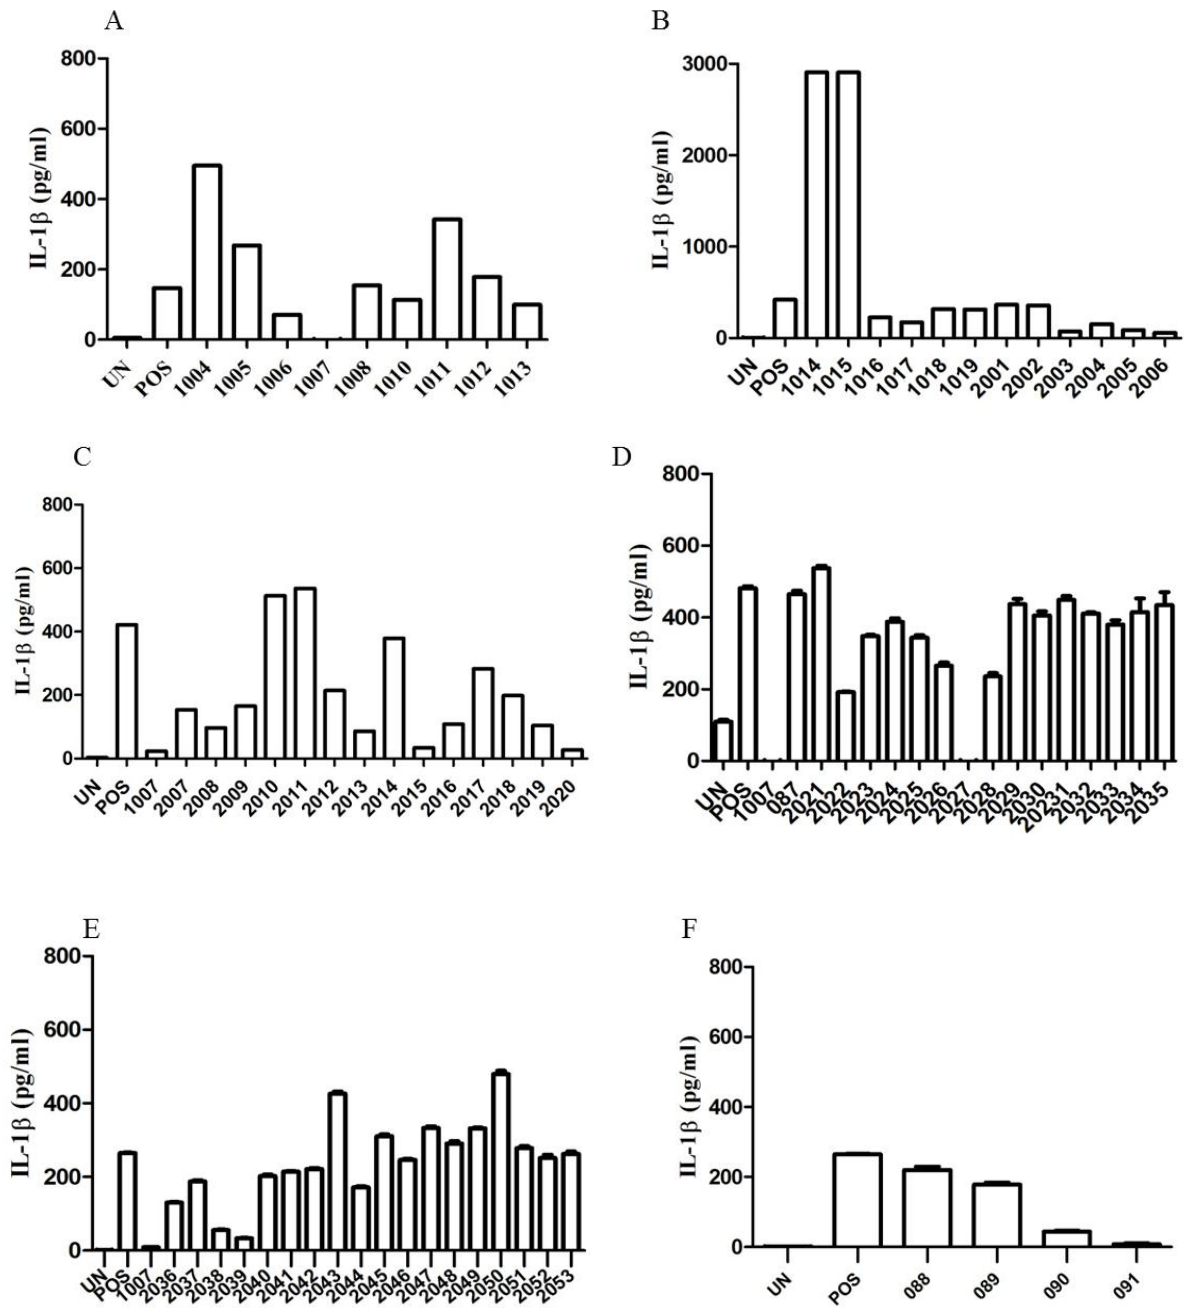 A
IL-1β (pg/ml)
800
600
400
200
0
UN POS 1004 1005 1006 1007 1008 1010 1011 1012 1013
B
IL-1β (pg/ml)
3000
2000
1000
0
UN POS 1014 1015 1016 1017 1018 1019 2001 2002 2003 2004 2005 2006
C
IL-1β (pg/ml)
800
600
400
200
0
UN POS 1007 2007 2008 2009 2010 2011 2012 2013 2014 2015 2016 2017 2018 2019 2020
D
IL-1β (pg/ml)
800
600
400
200
0
UN POS 1007 087 2021 2022 2023 2024 2025 2026 2027 2028 2029 2030 20231 2032 2033 2034 2035
E
IL-1β (pg/ml)
800
600
400
200
0
UN POS 1007 2036 2037 2038 2039 2040 2041 2042 2043 2044 2045 2046 2047 2048 2049 2050 2051 2052 2053
F
IL-1β (pg/ml)
800
600
400
200
0
UN POS 088 089 090 091